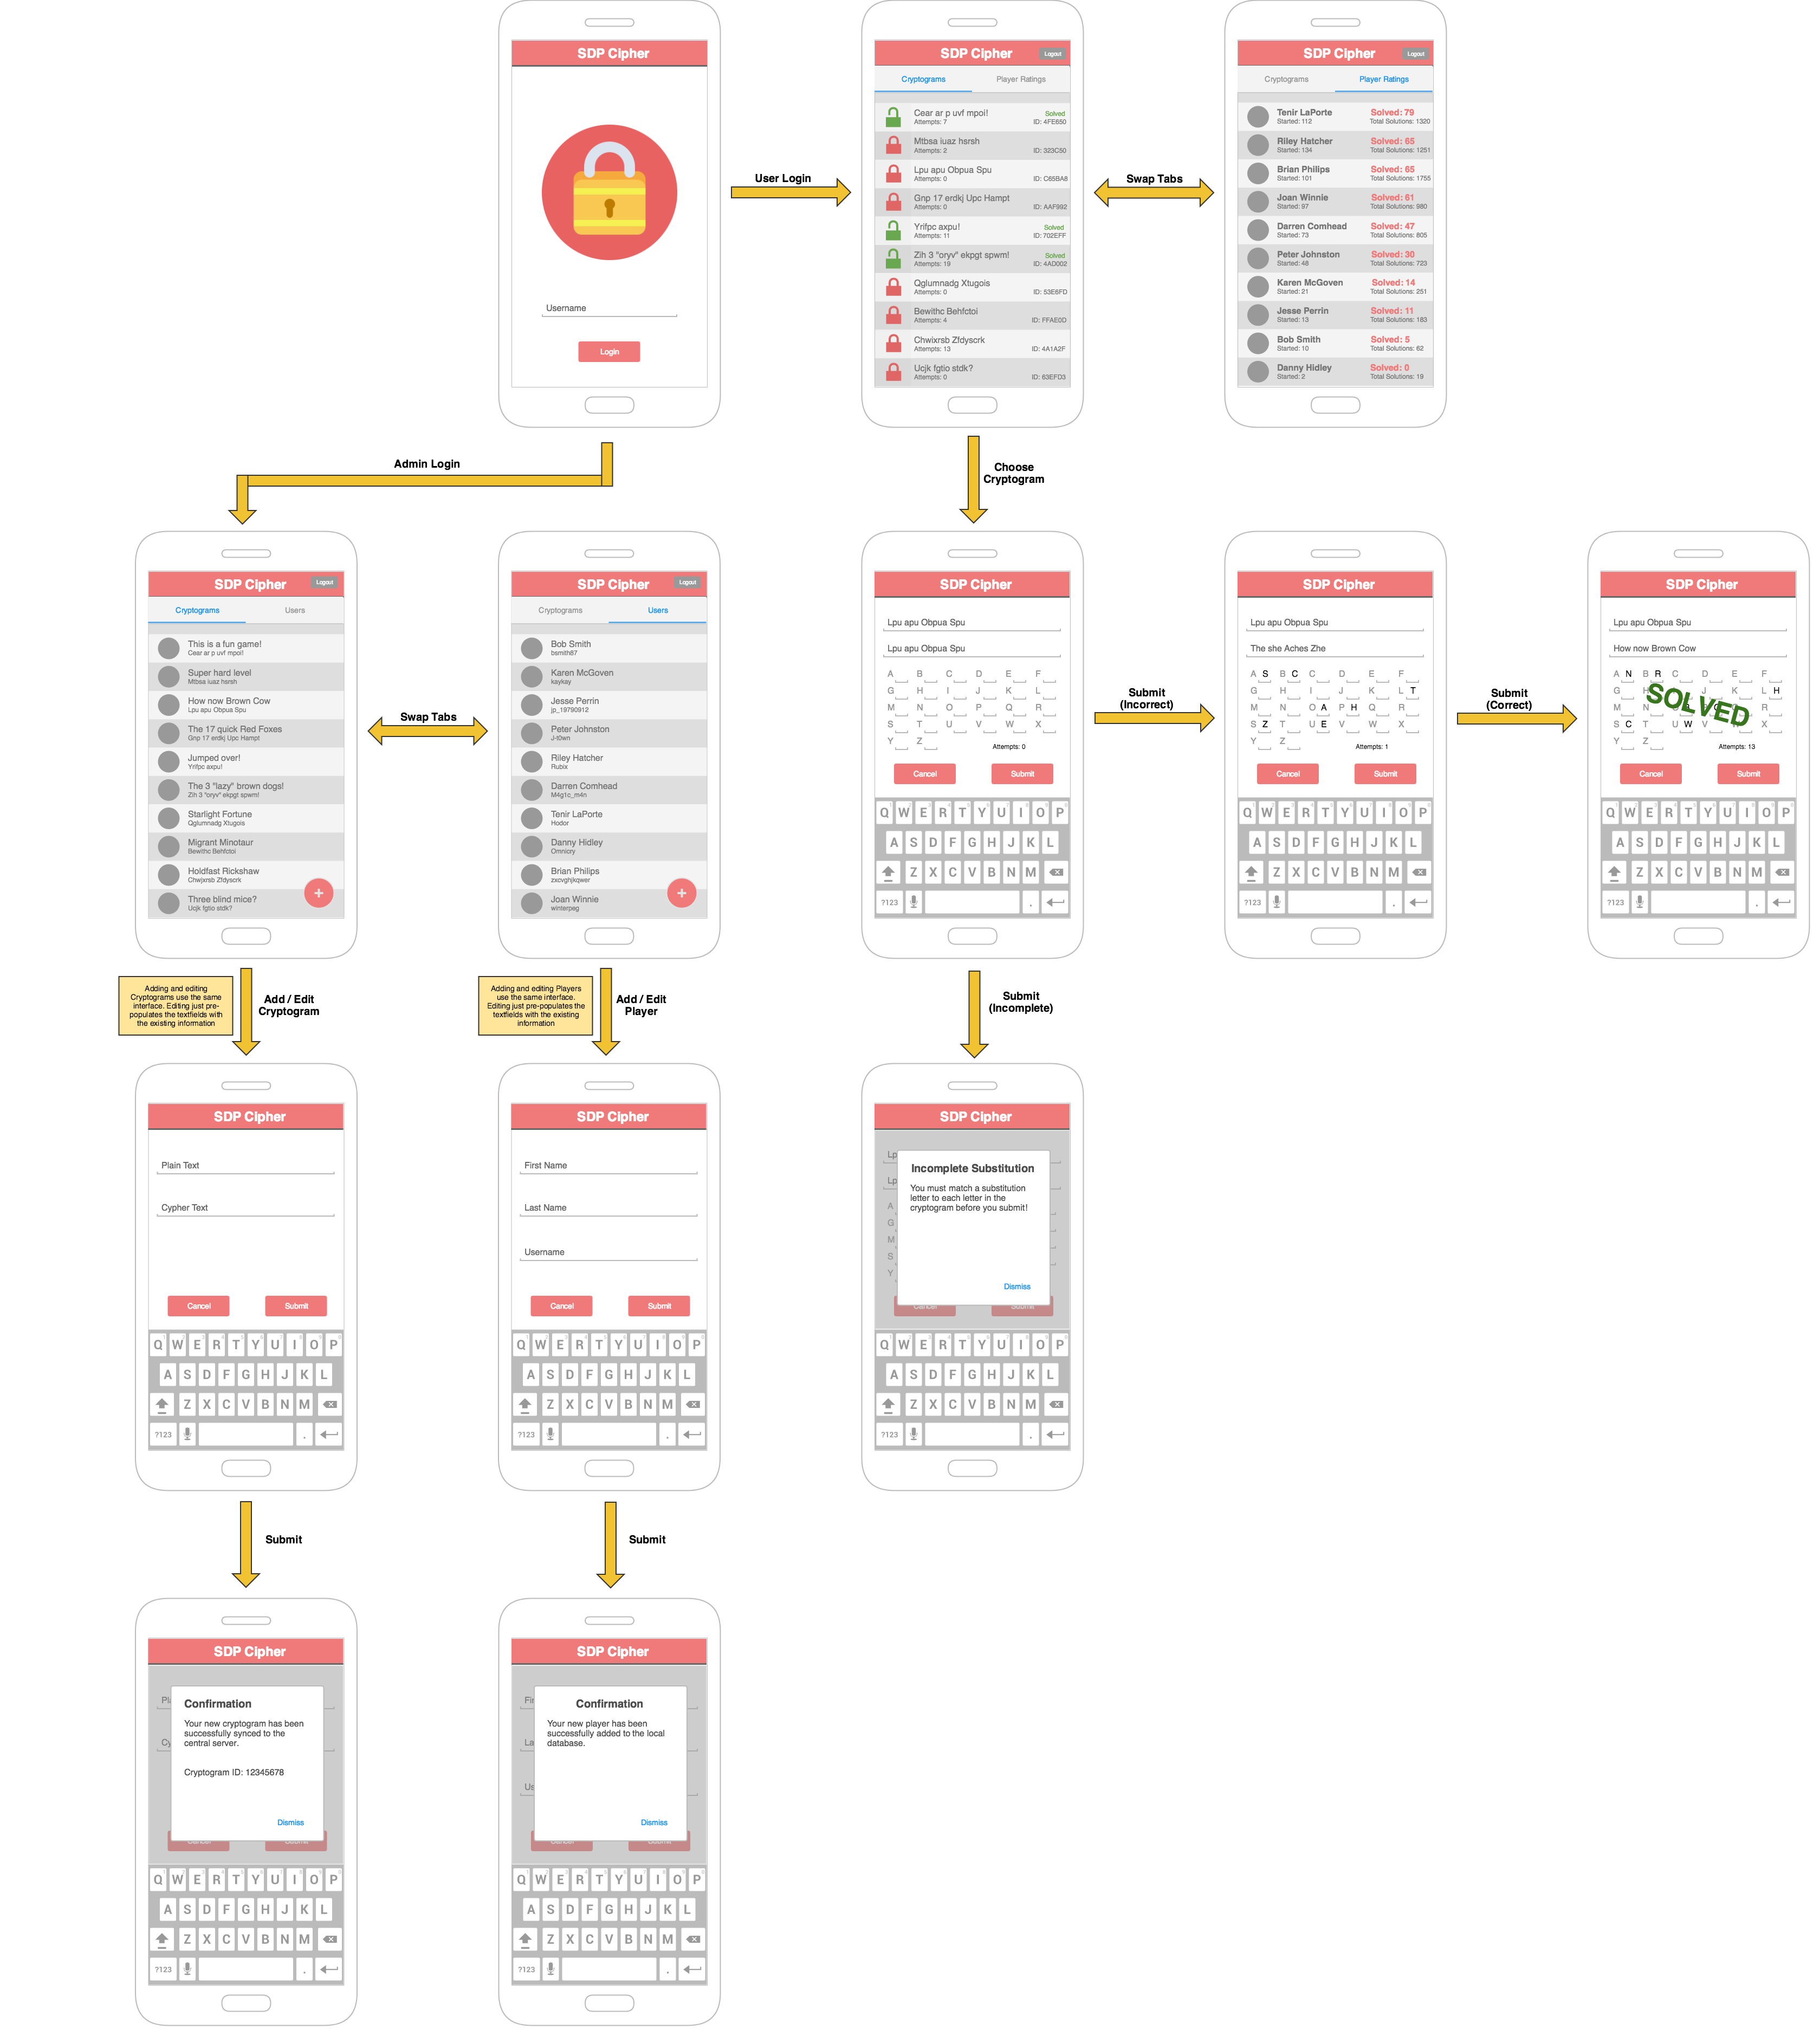 SDP Cipher
Username
Login
User Login
SDP Cipher
Logout
Cryptograms Player Ratings
Cear ar p uvf mpoi! Solved
Attempts: 7 ID: 4FE650
Mtbsa iuaz hsrsh
Attempts: 2 ID: 323C50
Lpu apu Obpua Spu
Attempts: 0 ID: C65BA8
Gnp 17 erdkj Upc Hampt
Attempts: 0 ID: AAF992
Yrifpc axpu! Solved
Attempts: 11 ID: 702EFF
Zih 3 "oryv" ekpgt spwm! Solved
Attempts: 19 ID: 4AD002
Qglumnadg Xtugois
Attempts: 0 ID: 53E6FD
Bewithc Behfctoi
Attempts: 4 ID: FFAE0D
Chwixrsb Zfdyscrk
Attempts: 13 ID: 4A1A2F
Ucjk fgtio stdk?
Attempts: 0 ID: 63EFD3
Swap Tabs
SDP Cipher
Logout
Cryptograms Player Ratings
Tenir LaPorte Solved: 79
Started: 112 Total Solutions: 1320
Riley Hatcher Solved: 65
Started: 134 Total Solutions: 1251
Brian Philips Solved: 65
Started: 101 Total Solutions: 1755
Joan Winnie Solved: 61
Started: 97 Total Solutions: 980
Darren Comhead Solved: 47
Started: 73 Total Solutions: 805
Peter Johnston Solved: 30
Started: 48 Total Solutions: 723
Karen McGoven Solved: 14
Started: 21 Total Solutions: 251
Jesse Perrin Solved: 11
Started: 13 Total Solutions: 183
Bob Smith Solved: 5
Started: 10 Total Solutions: 62
Danny Hidley Solved: 0
Started: 2 Total Solutions: 19
Admin Login
Choose
Cryptogram
SDP Cipher
Logout
Cryptograms Users
This is a fun game!
Cear ar p uvf mpoi!
Super hard level
Mtbsa iuaz hsrsh
How now Brown Cow
Lpu apu Obpua Spu
The 17 quick Red Foxes
Gnp 17 erdkj Upc Hampt
Jumped over!
Yrifpc axpu!
The 3 "lazy" brown dogs!
Zih 3 "oryv" ekpgt spwm!
Starlight Fortune
Qglumnadg Xtugois
Migrant Minotaur
Bewithc Behfctoi
Holdfast Rickshaw
Chwjxrsb Zfdyscrk
Three blind mice?
Ucjk fgtio stdk?
+
Swap Tabs
SDP Cipher
Logout
Cryptograms Users
Bob Smith
bsmith87
Karen McGoven
kaykay
Jesse Perrin
jp_19790912
Peter Johnston
J-t0wn
Riley Hatcher
Rubix
Darren Comhead
M4g1c_m4n
Tenir LaPorte
Hodor
Danny Hidley
Omnicry
Brian Philips
zxcvghjkqwer
Joan Winnie
winterpeg
+
SDP Cipher
Lpu apu Obpua Spu
Lpu apu Obpua Spu
A B C D E F
G H I J K L
M N O P Q R
S T U V W X
Y Z
Attempts: 0
Cancel Submit
Q W E R T Y U I O P
A S D F G H J K L
Z X C V B N M
?123 .
Submit
(Incorrect)
SDP Cipher
Lpu apu Obpua Spu
The she Aches Zhe
A S B C C D E F
G H I J K L T
M N O A P H Q R
S Z T U E V W X
Y Z
Attempts: 1
Cancel Submit
Q W E R T Y U I O P
A S D F G H J K L
Z X C V B N M
?123 .
Submit
(Correct)
SDP Cipher
Lpu apu Obpua Spu
How now Brown Cow
A N B R C D E F
G H I J K L H
SOLVED
M N Q R
S C T U W V W X
Y Z
Attempts: 13
Cancel Submit
Q W E R T Y U I O P
A S D F G H J K L
Z X C V B N M
?123 .
Adding and editing
Cryptograms use the same
interface. Editing just pre-
populates the textfields with
the existing information
Add / Edit
Cryptogram
Adding and editing Players
use the same interface.
Editing just pre-populates the
textfields with the existing
information
Add / Edit
Player
Submit
(Incomplete)
SDP Cipher
Plain Text
Cypher Text
Cancel Submit
Q W E R T Y U I O P
A S D F G H J K L
Z X C V B N M
?123 .
SDP Cipher
First Name
Last Name
Username
Cancel Submit
Q W E R T Y U I O P
A S D F G H J K L
Z X C V B N M
?123 .
SDP Cipher
Lp
Lp
A
G
M
S
Y
Incomplete Substitution
You must match a substitution
letter to each letter in the
cryptogram before you submit!
Dismiss
Cancel Submit
Q W E R T Y U I O P
A S D F G H J K L
Z X C V B N M
?123 .
Submit
Submit
SDP Cipher
Pl
Cy
Confirmation
Your new cryptogram has been
successfully synced to the
central server.
Cryptogram ID: 12345678
Dismiss
Cancel Submit
Q W E R T Y U I O P
A S D F G H J K L
Z X C V B N M
?123 .
SDP Cipher
Fir
La
Us
Confirmation
Your new player has been
successfully added to the local
database.
Dismiss
Cancel Submit
Q W E R T Y U I O P
A S D F G H J K L
Z X C V B N M
?123 .